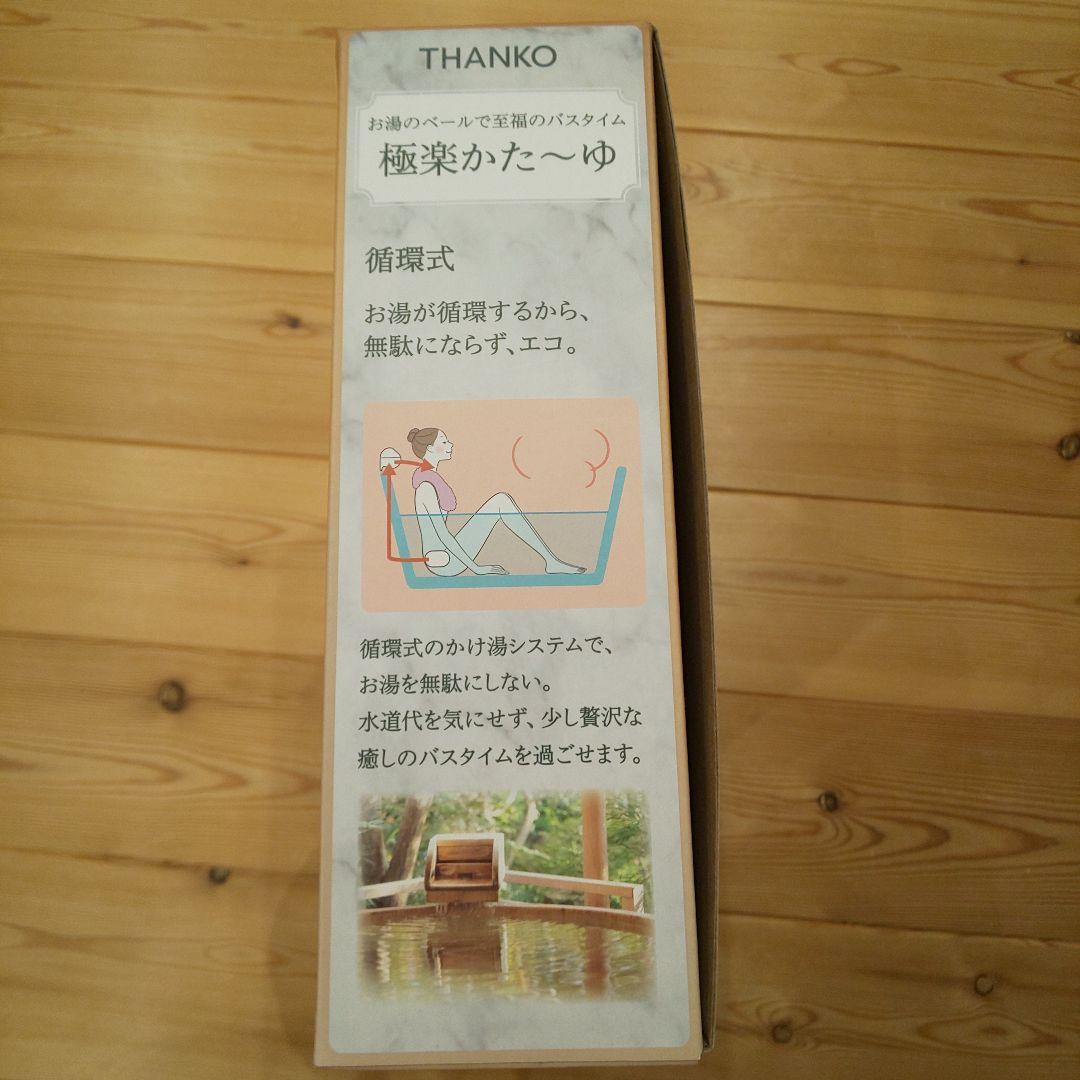 THANKO
お湯のベールで至福のバスタイム
極楽かた〜ゆ
循環式
お湯が循環するから、
無駄にならず、エコ。
循環式のかけ湯システムで、
お湯を無駄にしない。
水道代を気にせず、少し贅沢な
癒しのバスタイムを過ごせます。